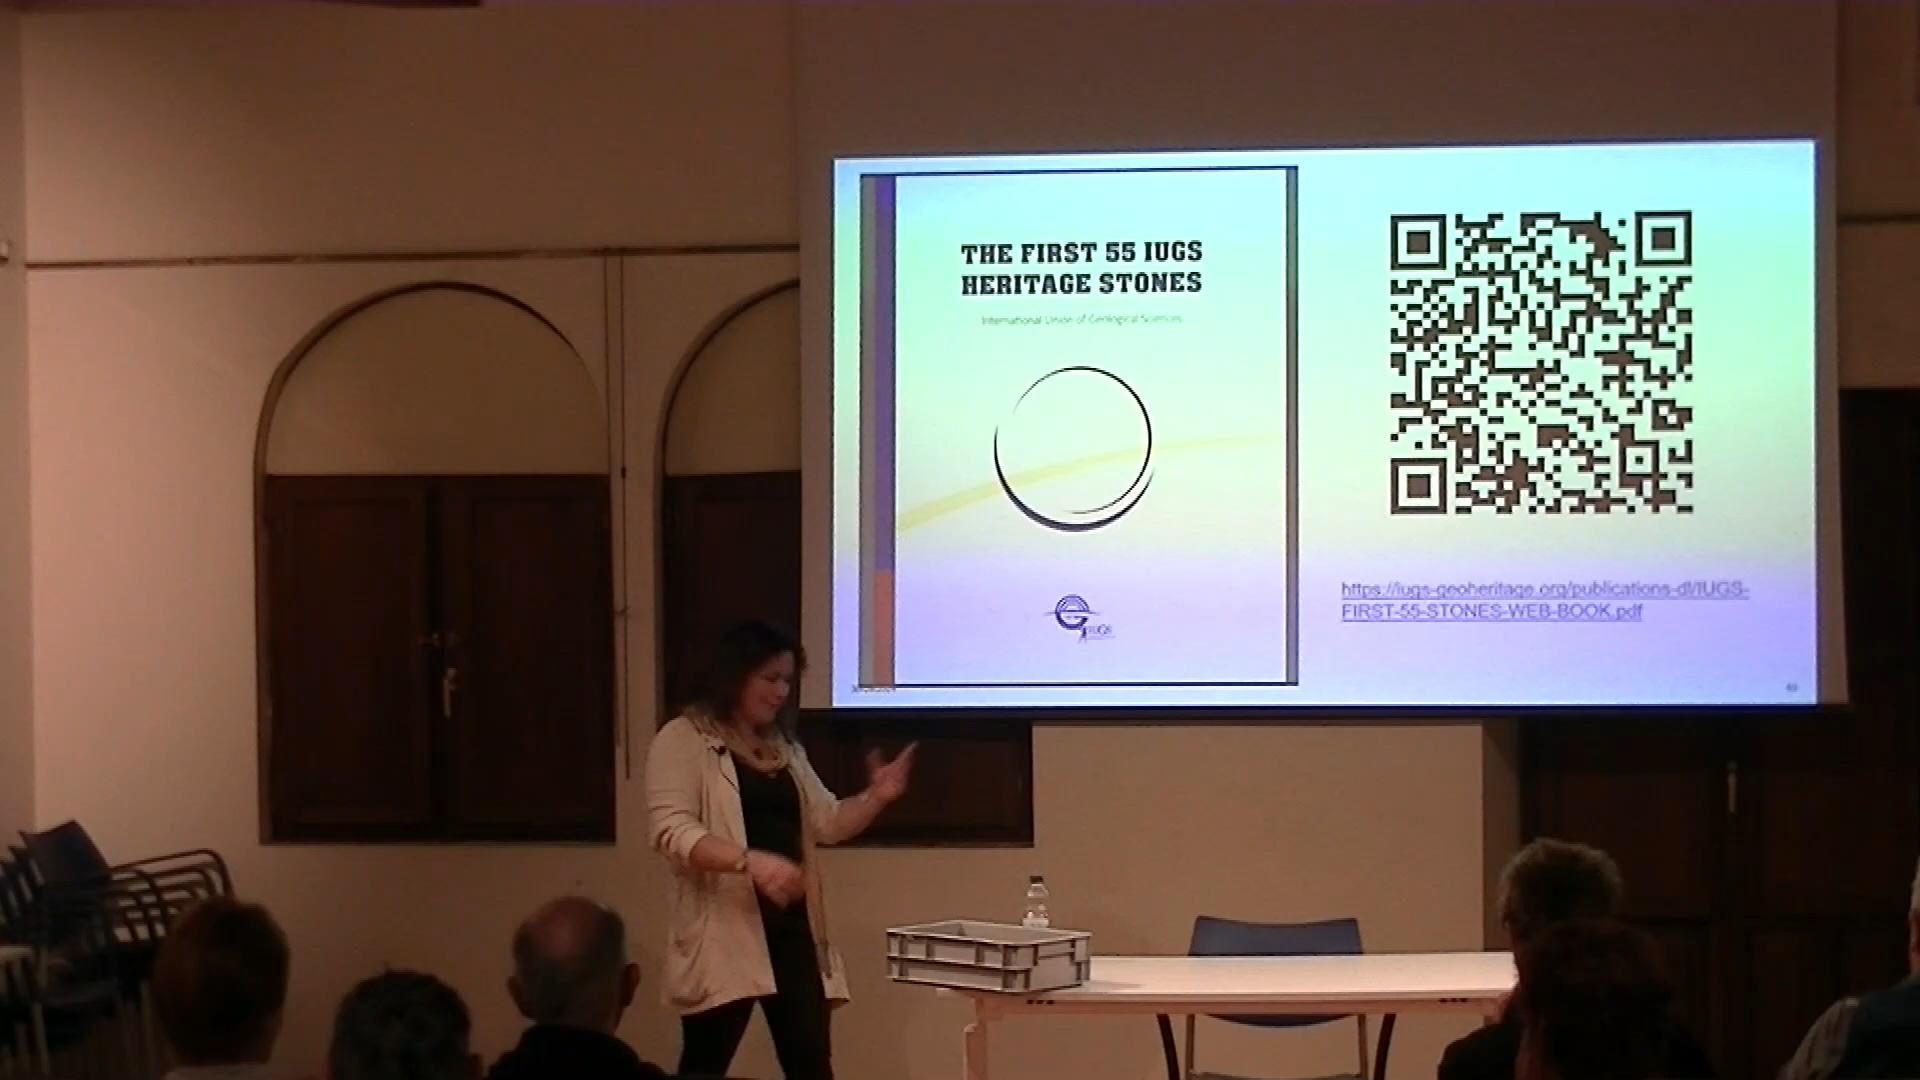 THE FIRST 55 IUGS
HERITAGE STONES
International Union of Geological Sciences
IUGS
https://iugs-geoheritage.org/publications-dl/IUGS-
FIRST-55-STONES-WEB-BOOK.pdf